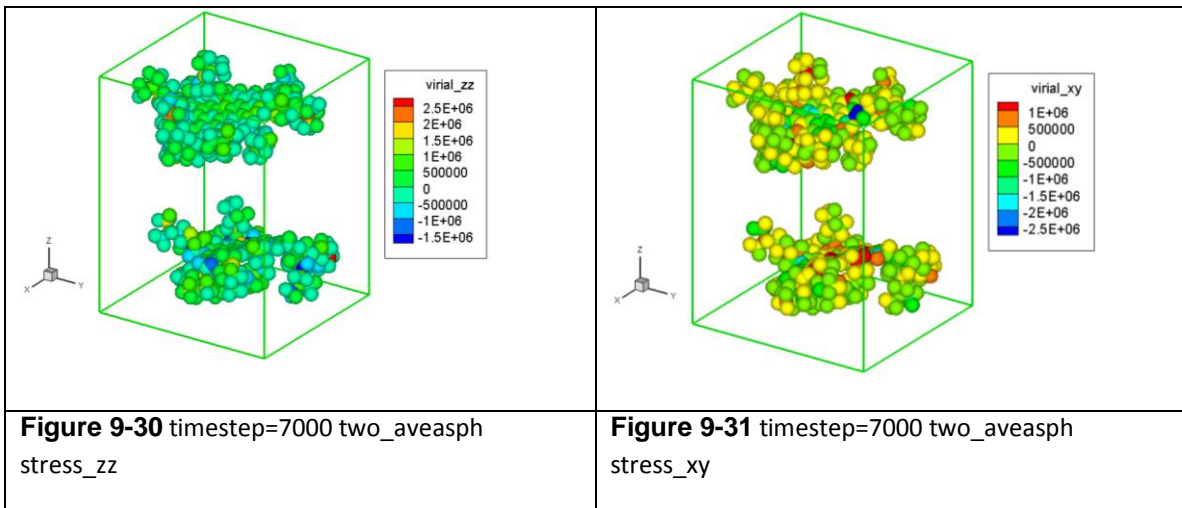 virial_zz
2.5E+06
2E+06
1.5E+06
1E+06
500000
0
-500000
-1E+06
-1.5E+06
Z
X
Y
virial_xy
1E+06
500000
0
-500000
-1E+06
-1.5E+06
-2E+06
-2.5E+06
Z
X
Y
Figure 9-30 timestep=7000 two_aveasph
stress_zz
Figure 9-31 timestep=7000 two_aveasph
stress_xy